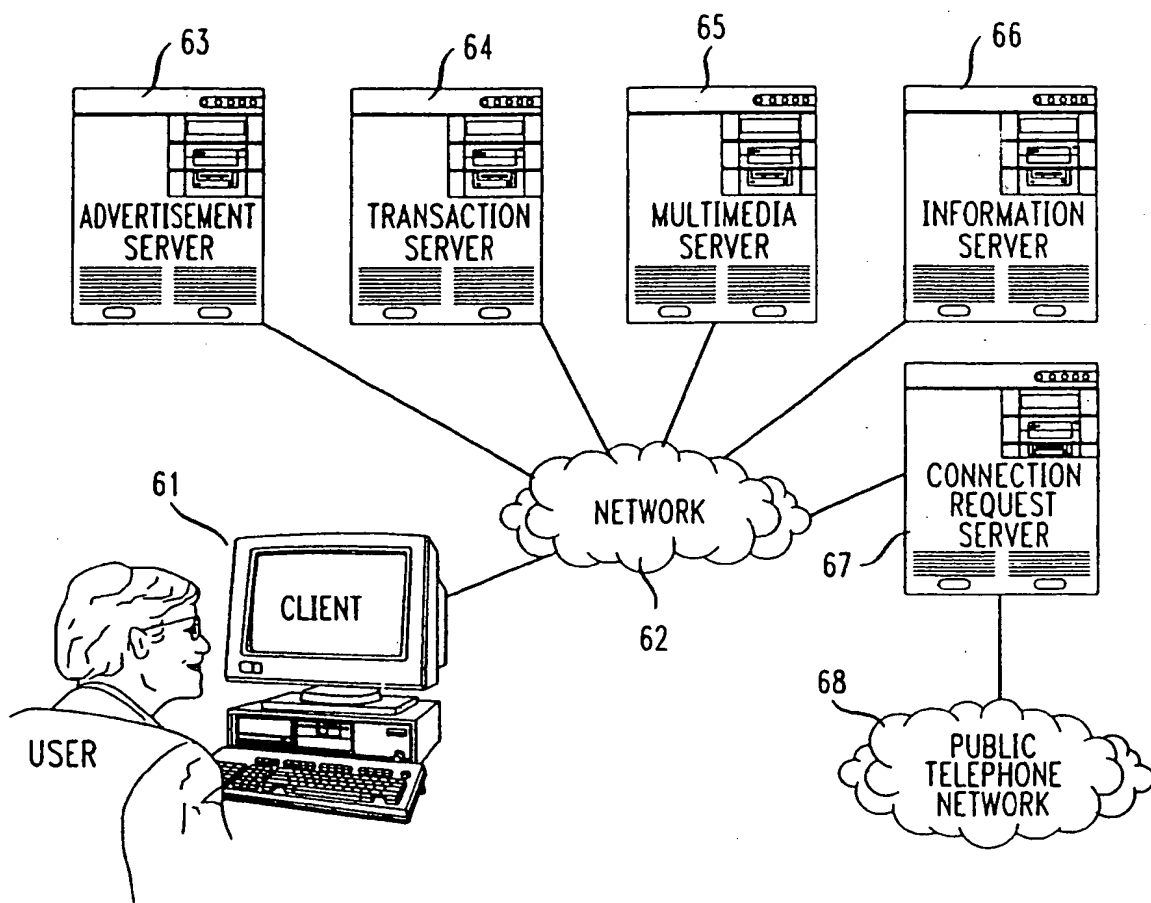 63
64
65
66
ADVERTISEMENT
SERVER
TRANSACTION
SERVER
MULTIMEDIA
SERVER
INFORMATION
SERVER
61
CLIENT
USER
NETWORK
62
CONNECTION
REQUEST
SERVER
67
68
PUBLIC
TELEPHONE
NETWORK